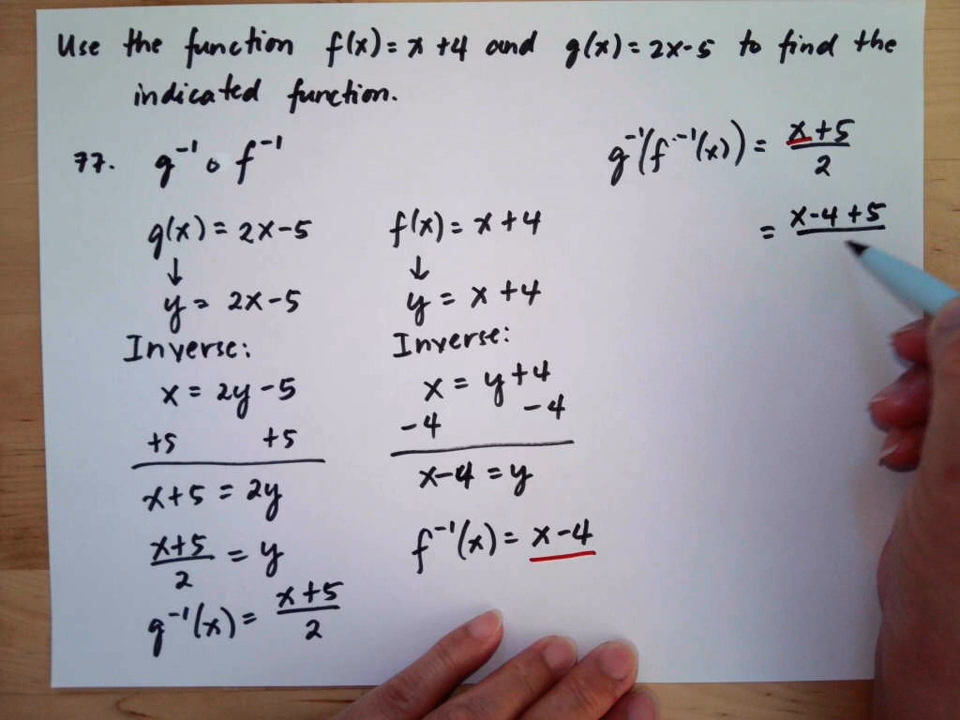 Use the function f(x) = x + 4 and g(x) = 2x - 5 to find the
indicated function.
77. g⁻¹ ∘ f⁻¹
g(x) = 2x - 5
↓
y = 2x - 5
Inverse:
x = 2y - 5
+5 +5
x + 5 = 2y
x+5/2 = y
g⁻¹(x) = x+5/2
f(x) = x + 4
↓
y = x + 4
Inverse:
x = y + 4
-4 -4
x - 4 = y
f⁻¹(x) = x - 4
g⁻¹(f⁻¹(x)) = x+5/2
= x - 4 + 5